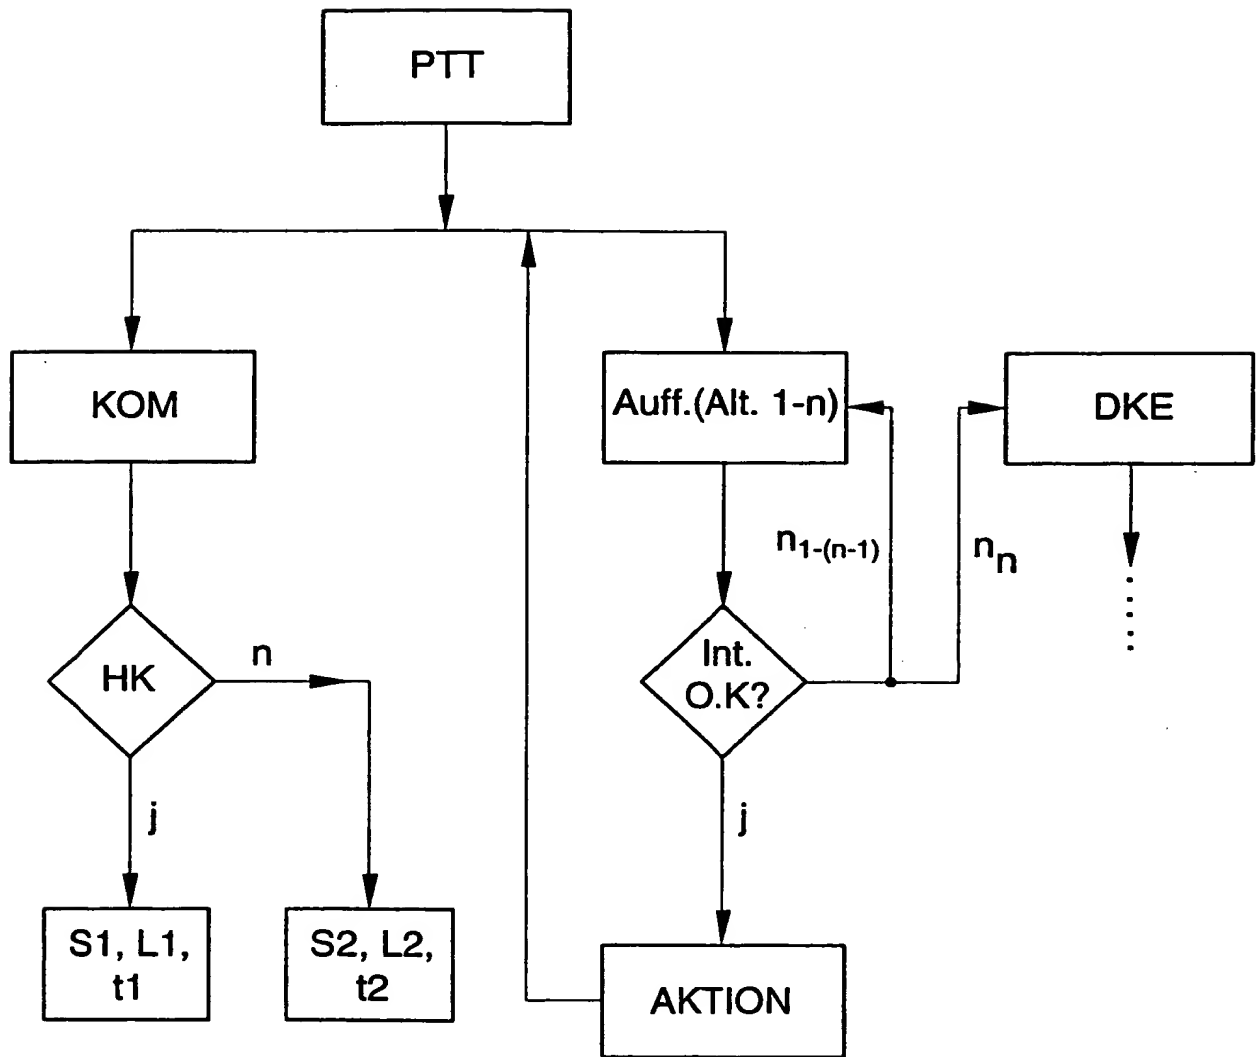 PTT
KOM
Auff.(Alt. 1-n)
DKE
n1-(n-1)
nn
HK
n
Int.
O.K?
j
j
S1, L1,
t1
S2, L2,
t2
AKTION